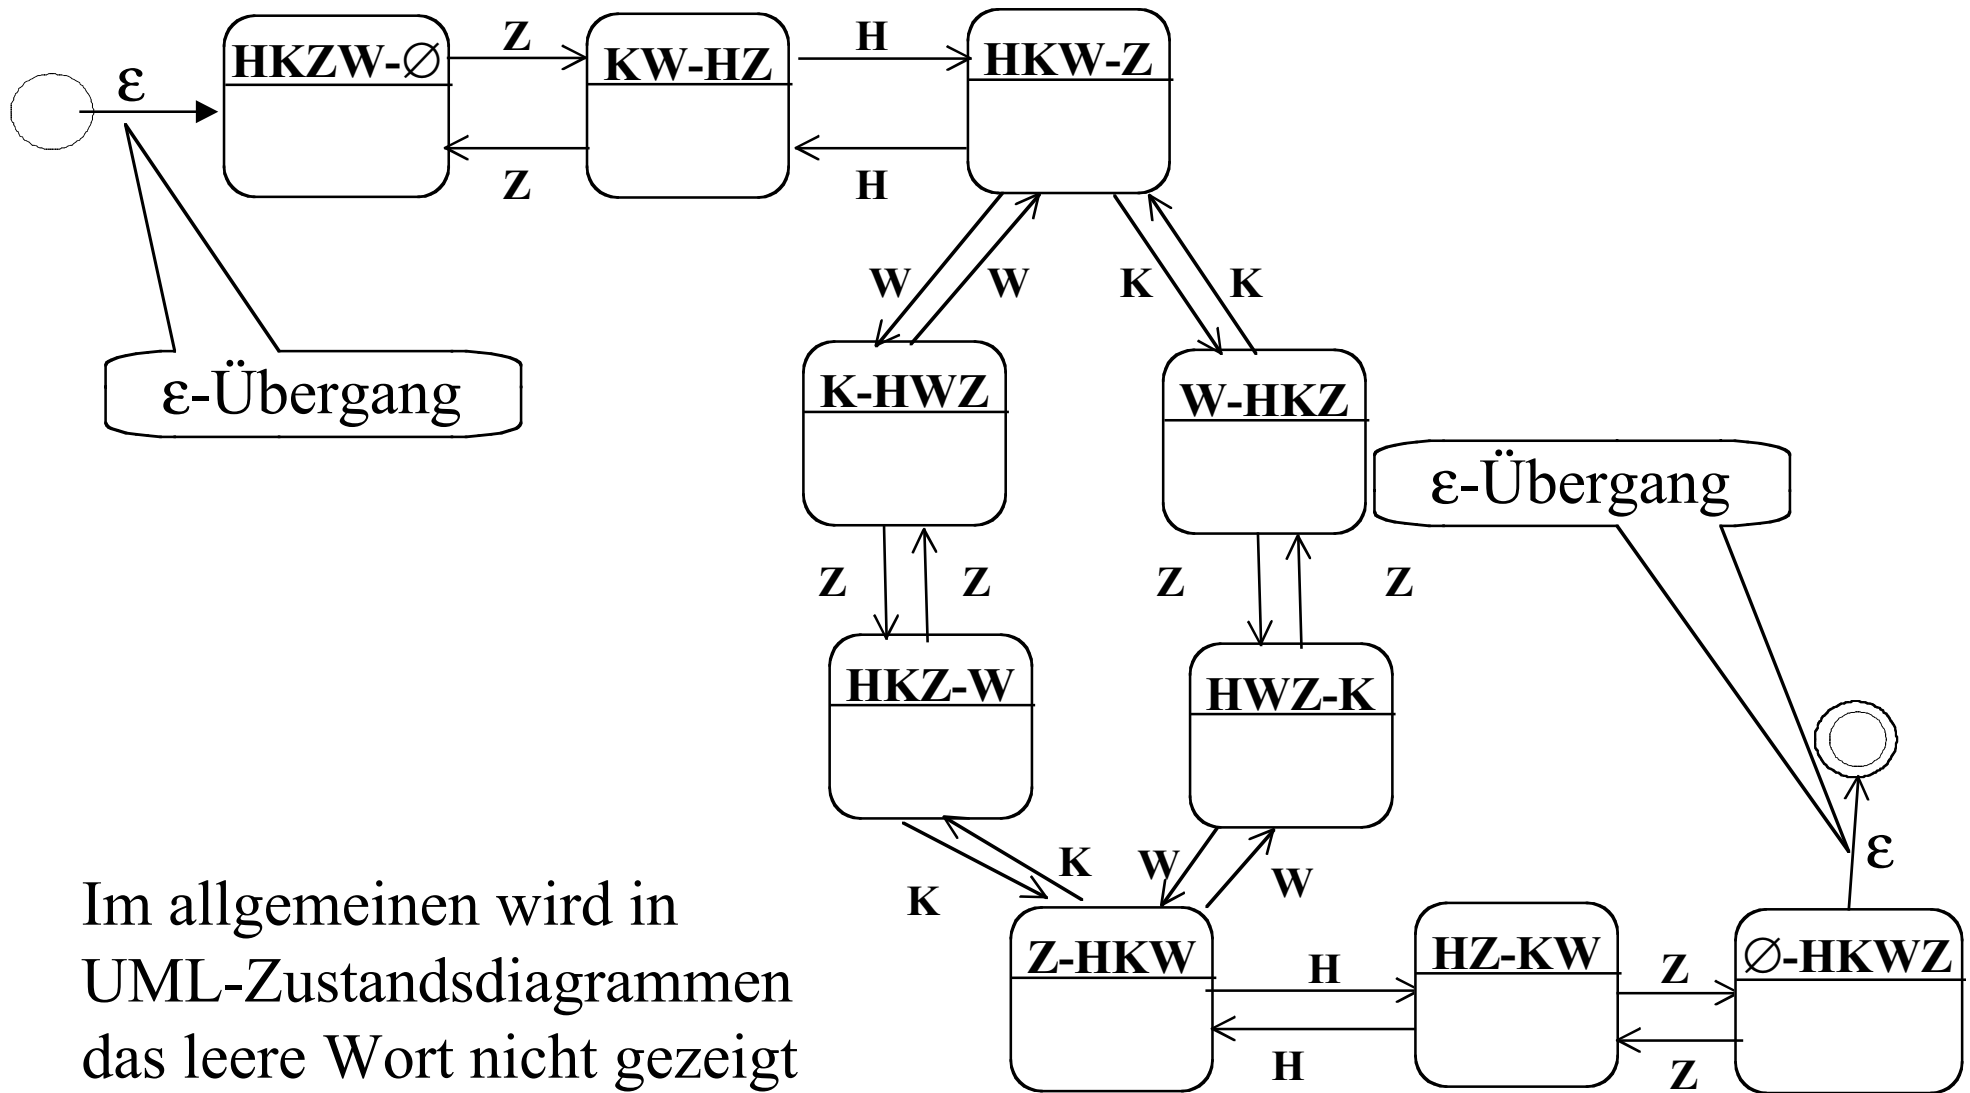 HKZW-∅
Z
KW-HZ
H
HKW-Z
ε
Z
H
W
W
K
K
ε-Übergang
K-HWZ
W-HKZ
ε-Übergang
Z
Z
Z
Z
HKZ-W
HWZ-K
K
K
W
W
ε
Im allgemeinen wird in
UML-Zustandsdiagrammen
das leere Wort nicht gezeigt
Z-HKW
H
HZ-KW
Z
∅-HKWZ
H
Z